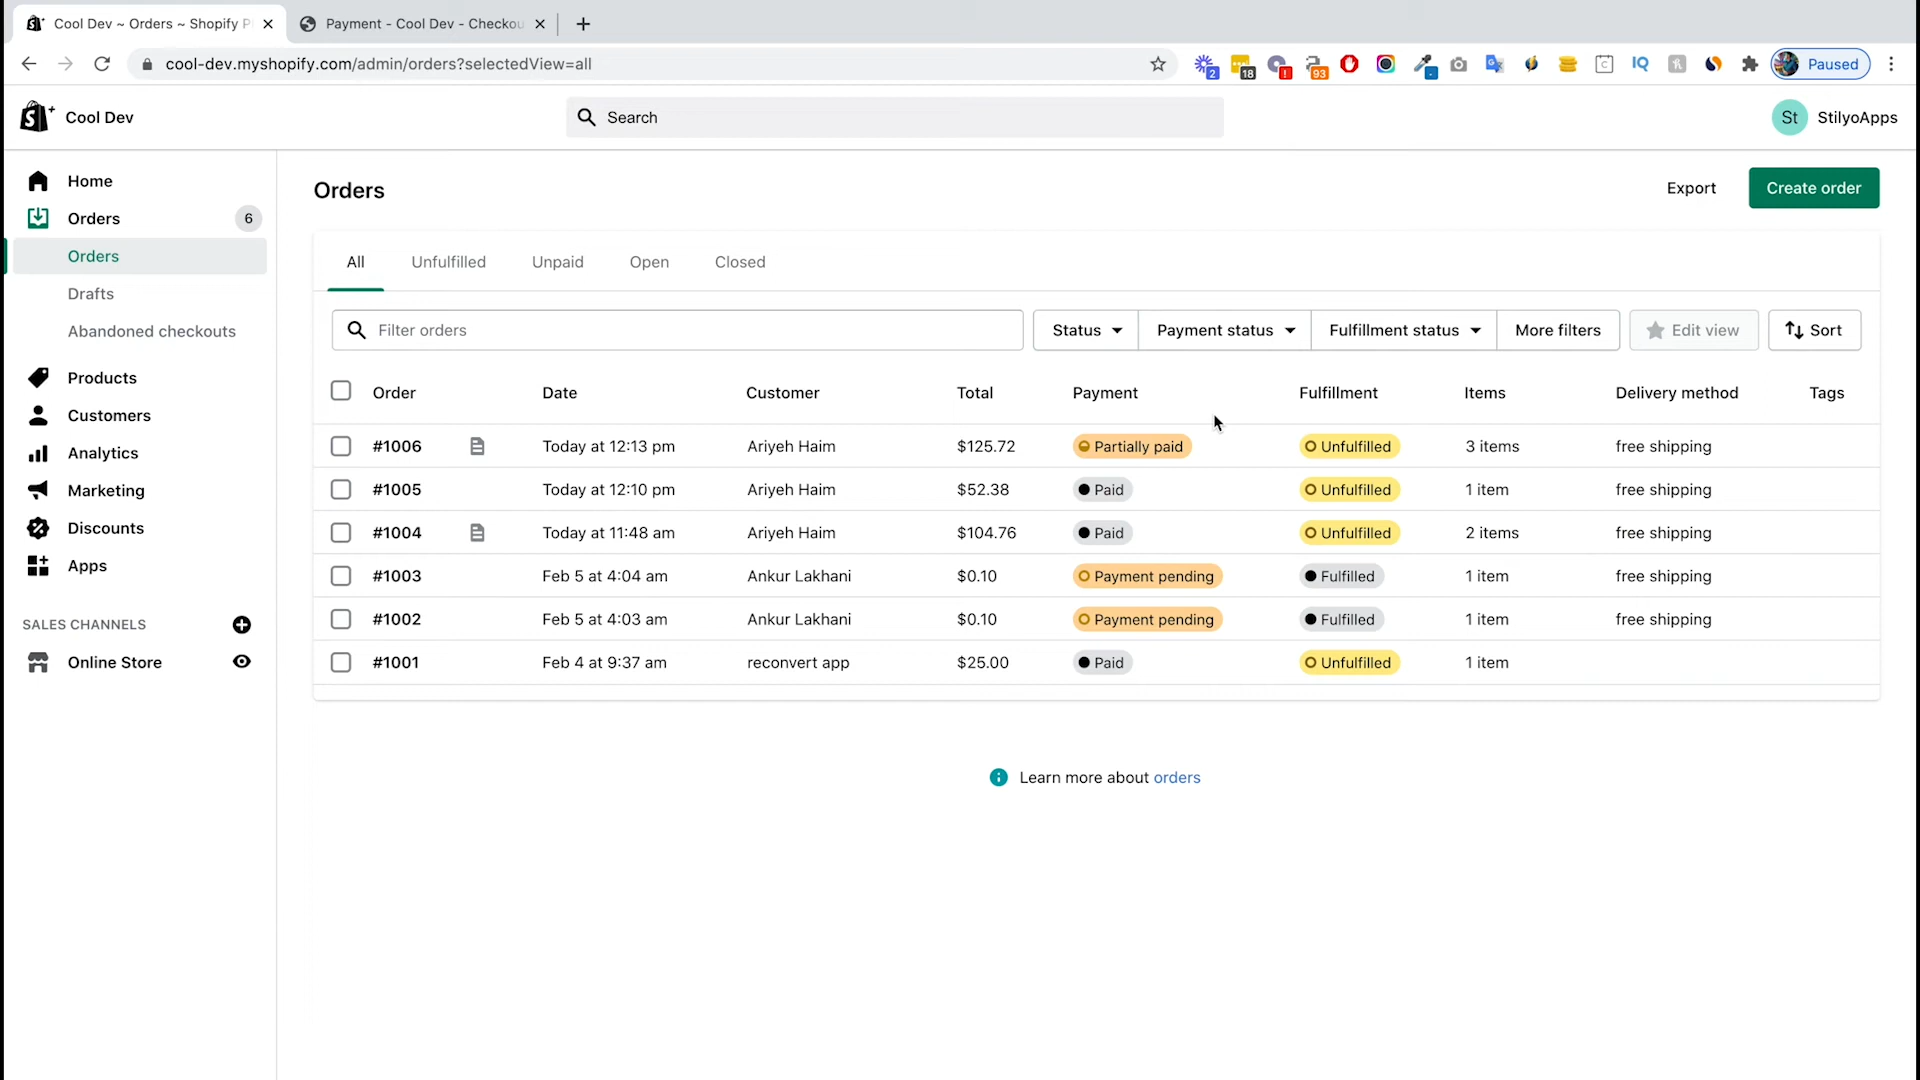 Cool Dev ~ Orders ~ Shopify P
Payment - Cool Dev - Checkou
cool-dev.myshopify.com/admin/orders?selectedView=all
2
18
!
93
IQ
Paused
Cool Dev
Search
St
StilyoApps
Home
Orders
6
Orders
Drafts
Abandoned checkouts
Products
Customers
Analytics
Marketing
Discounts
Apps
SALES CHANNELS
Online Store
Orders
Export
Create order
All Unfulfilled Unpaid Open Closed
Filter orders
Status
Payment status
Fulfillment status
More filters
Edit view
Sort
Order Date Customer Total Payment Fulfillment Items Delivery method Tags
#1006 Today at 12:13 pm Ariyeh Haim $125.72 Partially paid Unfulfilled 3 items free shipping
#1005 Today at 12:10 pm Ariyeh Haim $52.38 Paid Unfulfilled 1 item free shipping
#1004 Today at 11:48 am Ariyeh Haim $104.76 Paid Unfulfilled 2 items free shipping
#1003 Feb 5 at 4:04 am Ankur Lakhani $0.10 Payment pending Fulfilled 1 item free shipping
#1002 Feb 5 at 4:03 am Ankur Lakhani $0.10 Payment pending Fulfilled 1 item free shipping
#1001 Feb 4 at 9:37 am reconvert app $25.00 Paid Unfulfilled 1 item
Learn more about orders